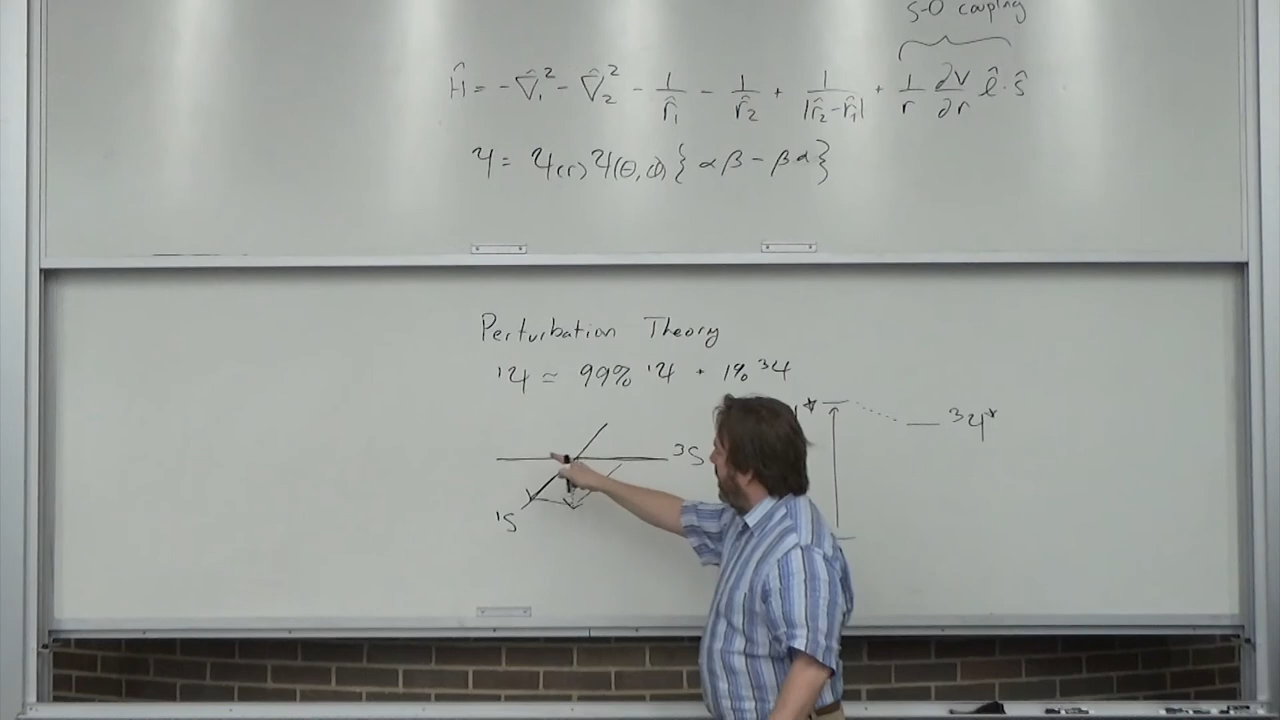 S-O coupling
Ĥ = -∇̂₁² - ∇̂₂² - 1/r̂₁ - 1/r̂₂ + 1/|r̂₂-r̂₁| + 1/r ∂V/∂r ℓ̂·ŝ
Ψ = Ψ(r) Ψ(θ,φ) { αβ - βα }
Perturbation Theory
¹Ψ ≃ 99% ¹Ψ + 1% ³Ψ
³Ψ*
³S
¹S